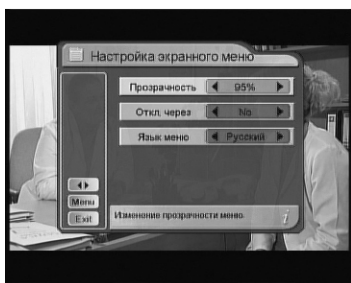 Настройка экранного меню
Прозрачность 95%
Откл. через No
Язык меню Русский
Menu
Exit
Изменение прозрачности меню. i